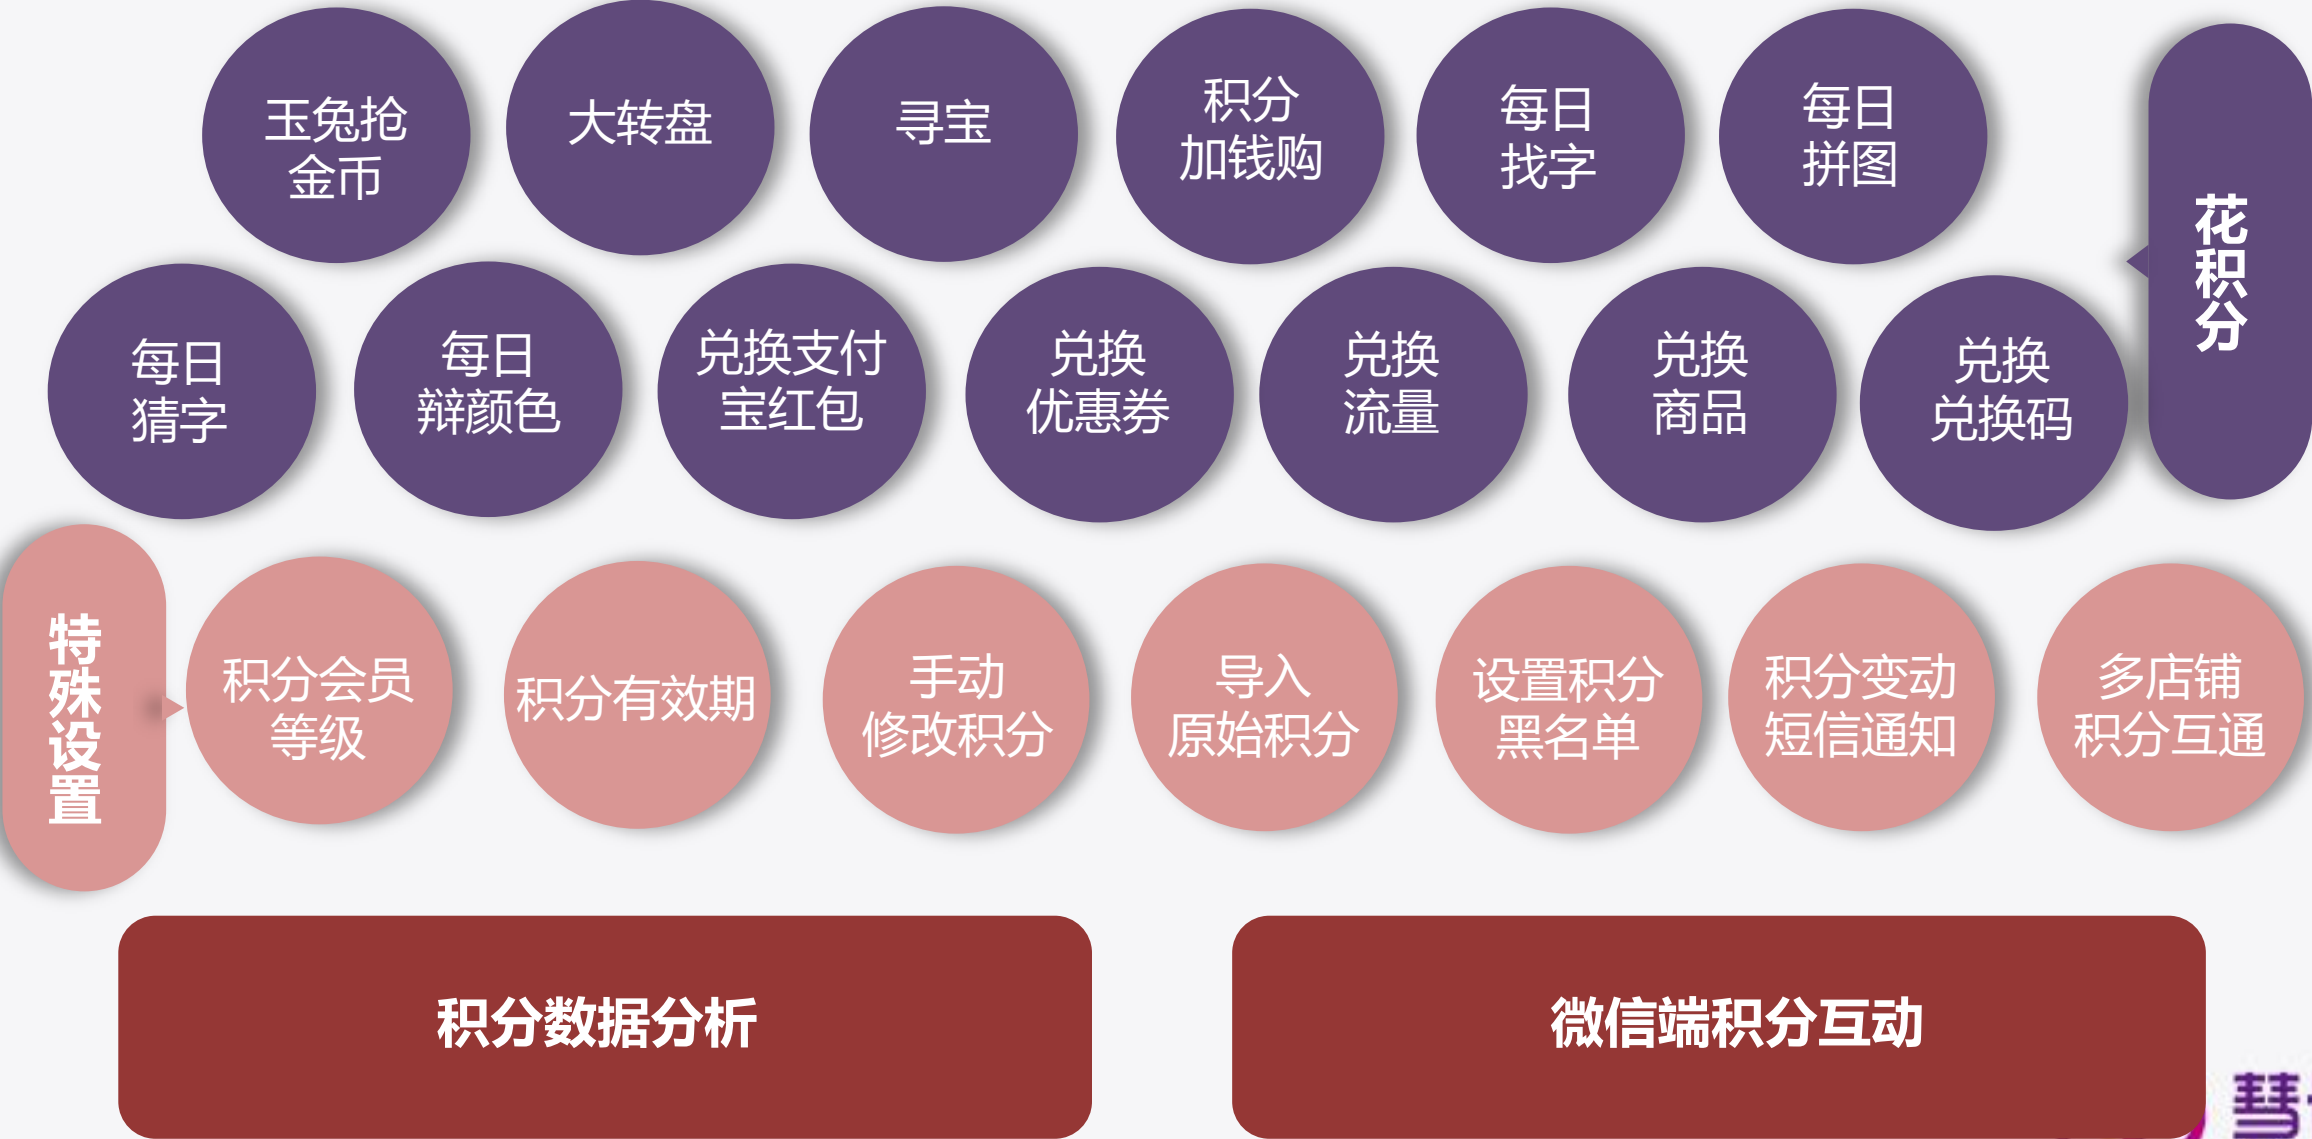 玉兔抢
金币
大转盘
寻宝
积分
加钱购
每日
找字
每日
拼图
花积分
每日
猜字
每日
辩颜色
兑换支付
宝红包
兑换
优惠券
兑换
流量
兑换
商品
兑换
兑换码
特殊设置
积分会员
等级
积分有效期
手动
修改积分
导入
原始积分
设置积分
黑名单
积分变动
短信通知
多店铺
积分互通
积分数据分析
微信端积分互动